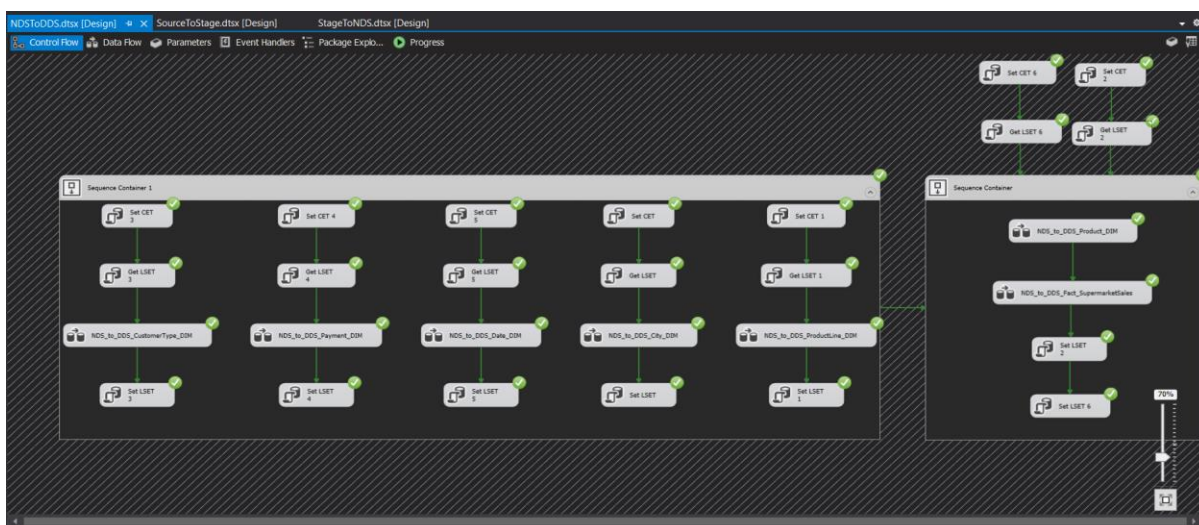 NDSToDDS.dtsx [Design] SourceToStage.dtsx [Design] StageToNDS.dtsx [Design]
Control Flow Data Flow Parameters Event Handlers Package Explo... Progress
Set CET 6
Set CET
2
Get LSET 6
Get LSET
2
Sequence Container 1
Set CET
3
Set CET 4
Set CET
5
Set CET
Set CET 1
Get LSET
3
Get LSET
4
Get LSET
5
Get LSET
Get LSET 1
NDS_to_DDS_CustomerType_DIM
NDS_to_DDS_Payment_DIM
NDS_to_DDS_Date_DIM
NDS_to_DDS_City_DIM
NDS_to_DDS_ProductLine_DIM
Set LSET
3
Set LSET
4
Set LSET
5
Set LSET
Set LSET
1
Sequence Container
NDS_to_DDS_Product_DIM
NDS_to_DDS_Fact_SupermarketSales
Set LSET
2
Set LSET 6
70%